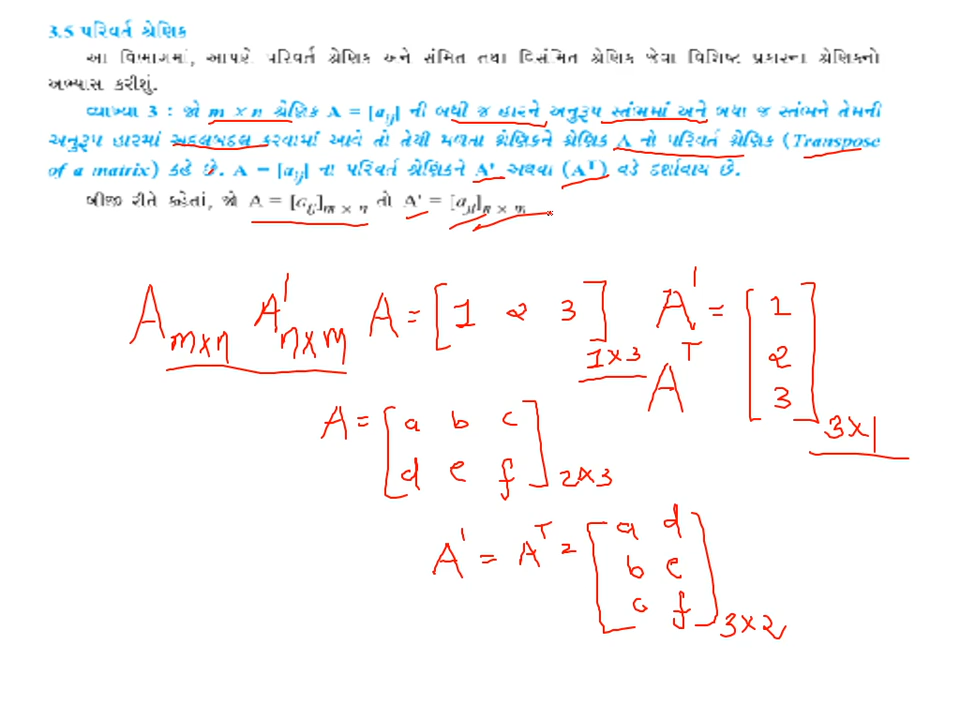 3.5 પરિવર્ત શ્રેણિક
આ વિભાગમાં, આપણે પરિવર્ત શ્રેણિક અને સંમિત તથા વિસંમિત શ્રેણિક જેવા વિશિષ્ટ પ્રકારના શ્રેણિકનો
અભ્યાસ કરીશું.
વ્યાખ્યા 3 : જો m × n શ્રેણિક A = [aij] ની બધી જ હારને અનુરૂપ સ્તંભમાં અને બધા જ સ્તંભને તેમની
અનુરૂપ હારમાં અદલબદલ કરવામાં આવે તો તેથી મળતા શ્રેણિકને શ્રેણિક A નો પરિવર્ત શ્રેણિક (Transpose
of a matrix) કહે છે. A = [aij] ના પરિવર્ત શ્રેણિકને A' અથવા (Aᵀ) વડે દર્શાવાય છે.
બીજી રીતે કહેતાં, જો A = [aij]m × n તો A' = [aji]n × m
Am×n A'n×m A = [1 2 3]1×3 A' = [1
2
3]3×1
Aᵀ
A = [a b c
d e f]2×3
A' = Aᵀ = [a d
b e
c f]3×2